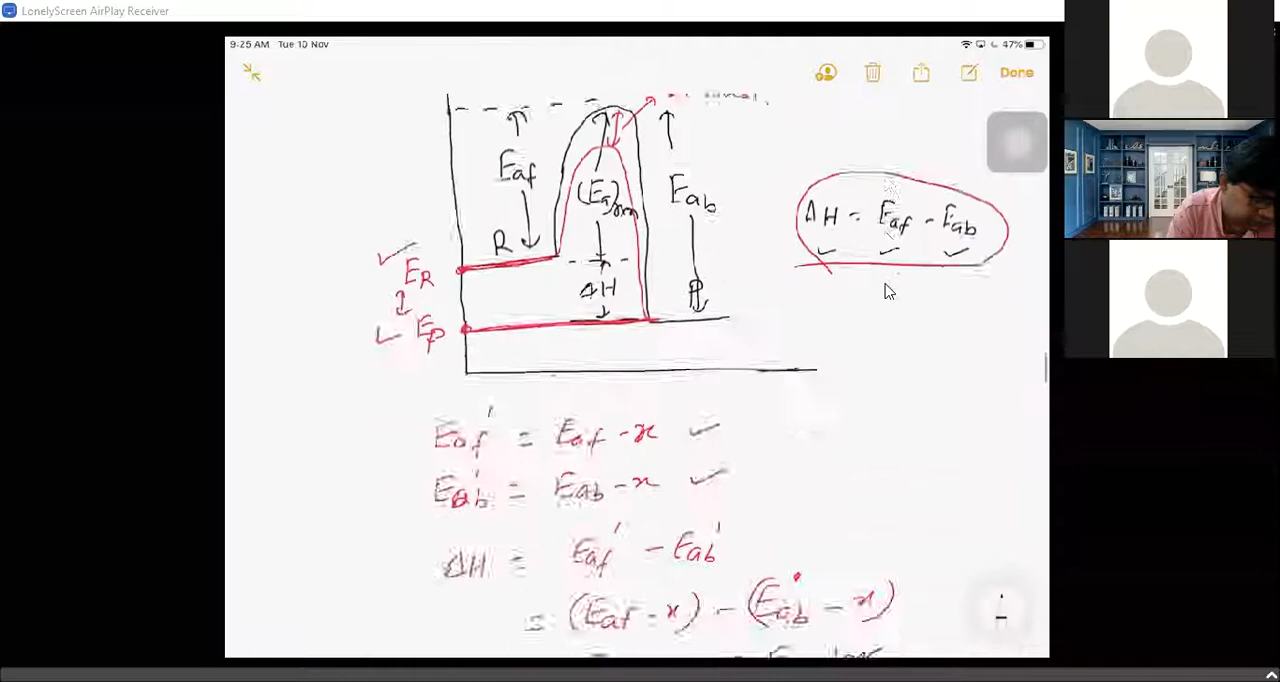 LonelyScreen AirPlay Receiver
9:25 AM Tue 10 Nov 47%
Done
Eaf
(Ea)
Eab
ΔH = Eaf - Eab
R
ER
ΔH
P
EP
Eaf' = Eaf - x
Eab' = Eab - x
ΔH = Eaf' - Eab'
= (Eaf - x) - (Eab - x)